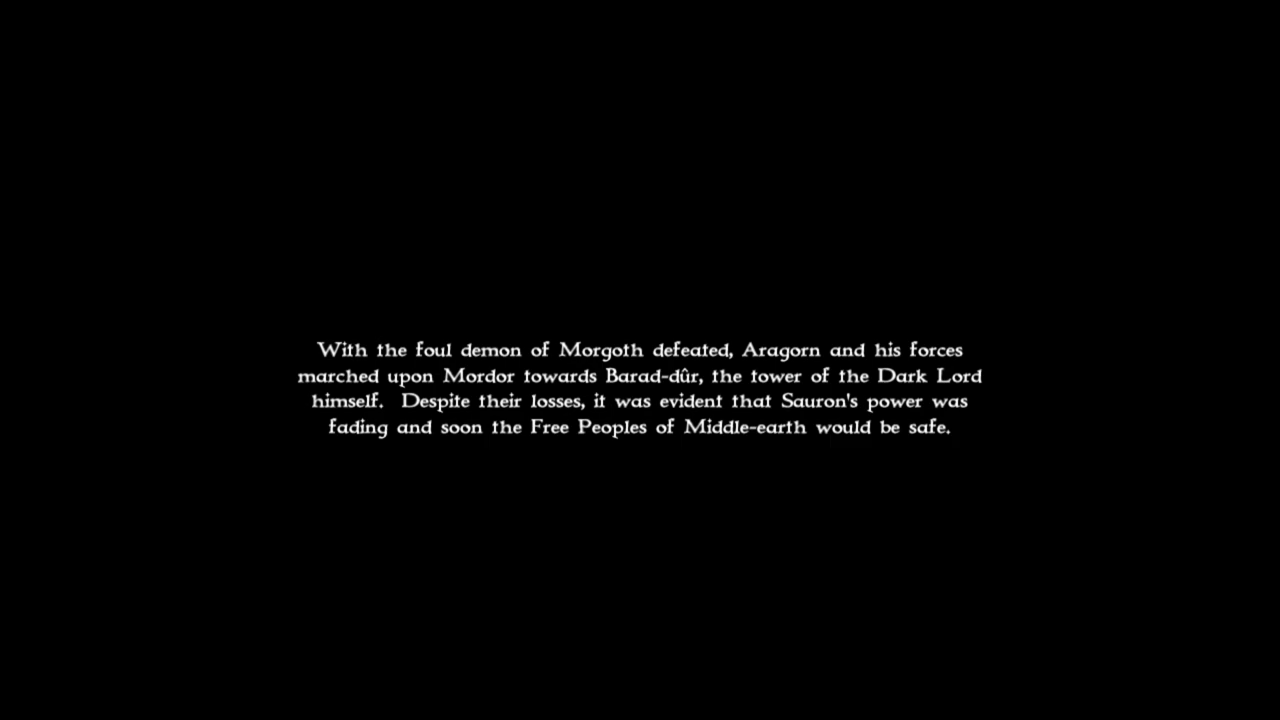 With the foul demon of Morgoth defeated, Aragorn and his forces
marched upon Mordor towards Barad-dûr, the tower of the Dark Lord
himself.  Despite their losses, it was evident that Sauron's power was
fading and soon the Free Peoples of Middle-earth would be safe.